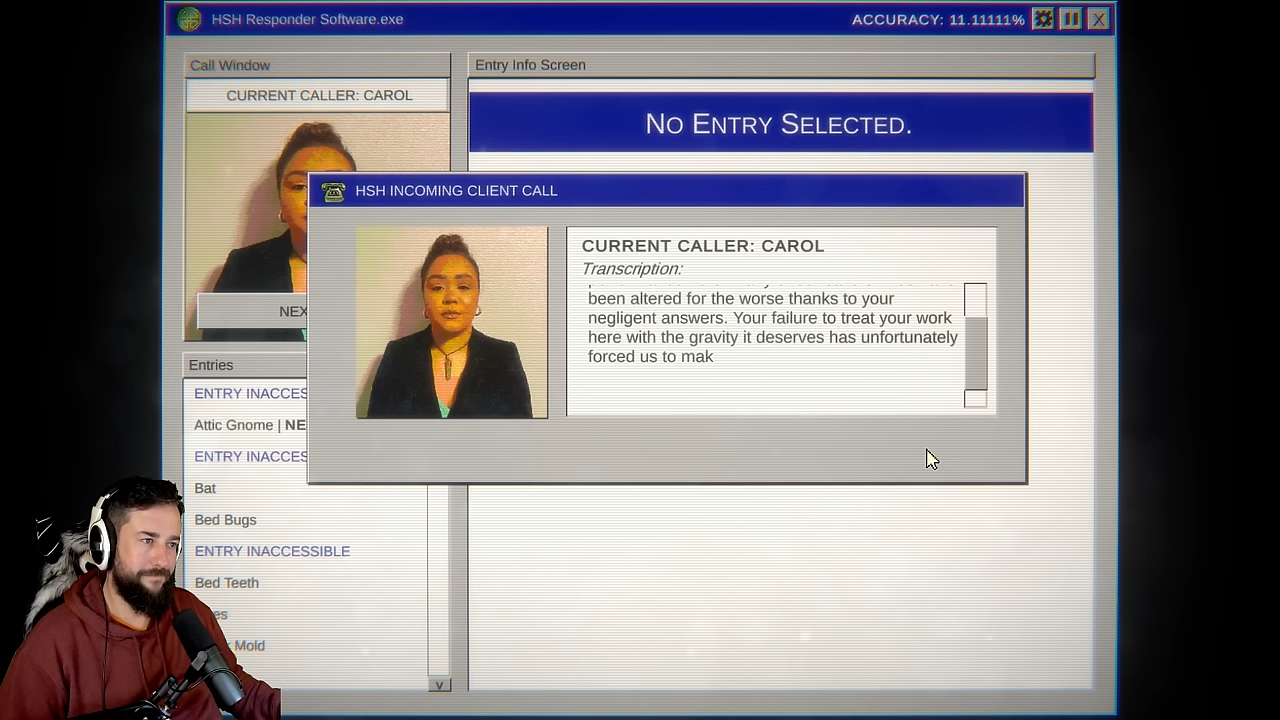 HSH Responder Software.exe
ACCURACY: 11.11111%
X
Call Window
CURRENT CALLER: CAROL
NEX
Entries
ENTRY INACCES
Attic Gnome | NE
ENTRY INACCES
Bat
Bed Bugs
ENTRY INACCESSIBLE
Bed Teeth
es
Mold
v
Entry Info Screen
NO ENTRY SELECTED.
HSH INCOMING CLIENT CALL
CURRENT CALLER: CAROL
Transcription:
been altered for the worse thanks to your
negligent answers. Your failure to treat your work
here with the gravity it deserves has unfortunately
forced us to mak